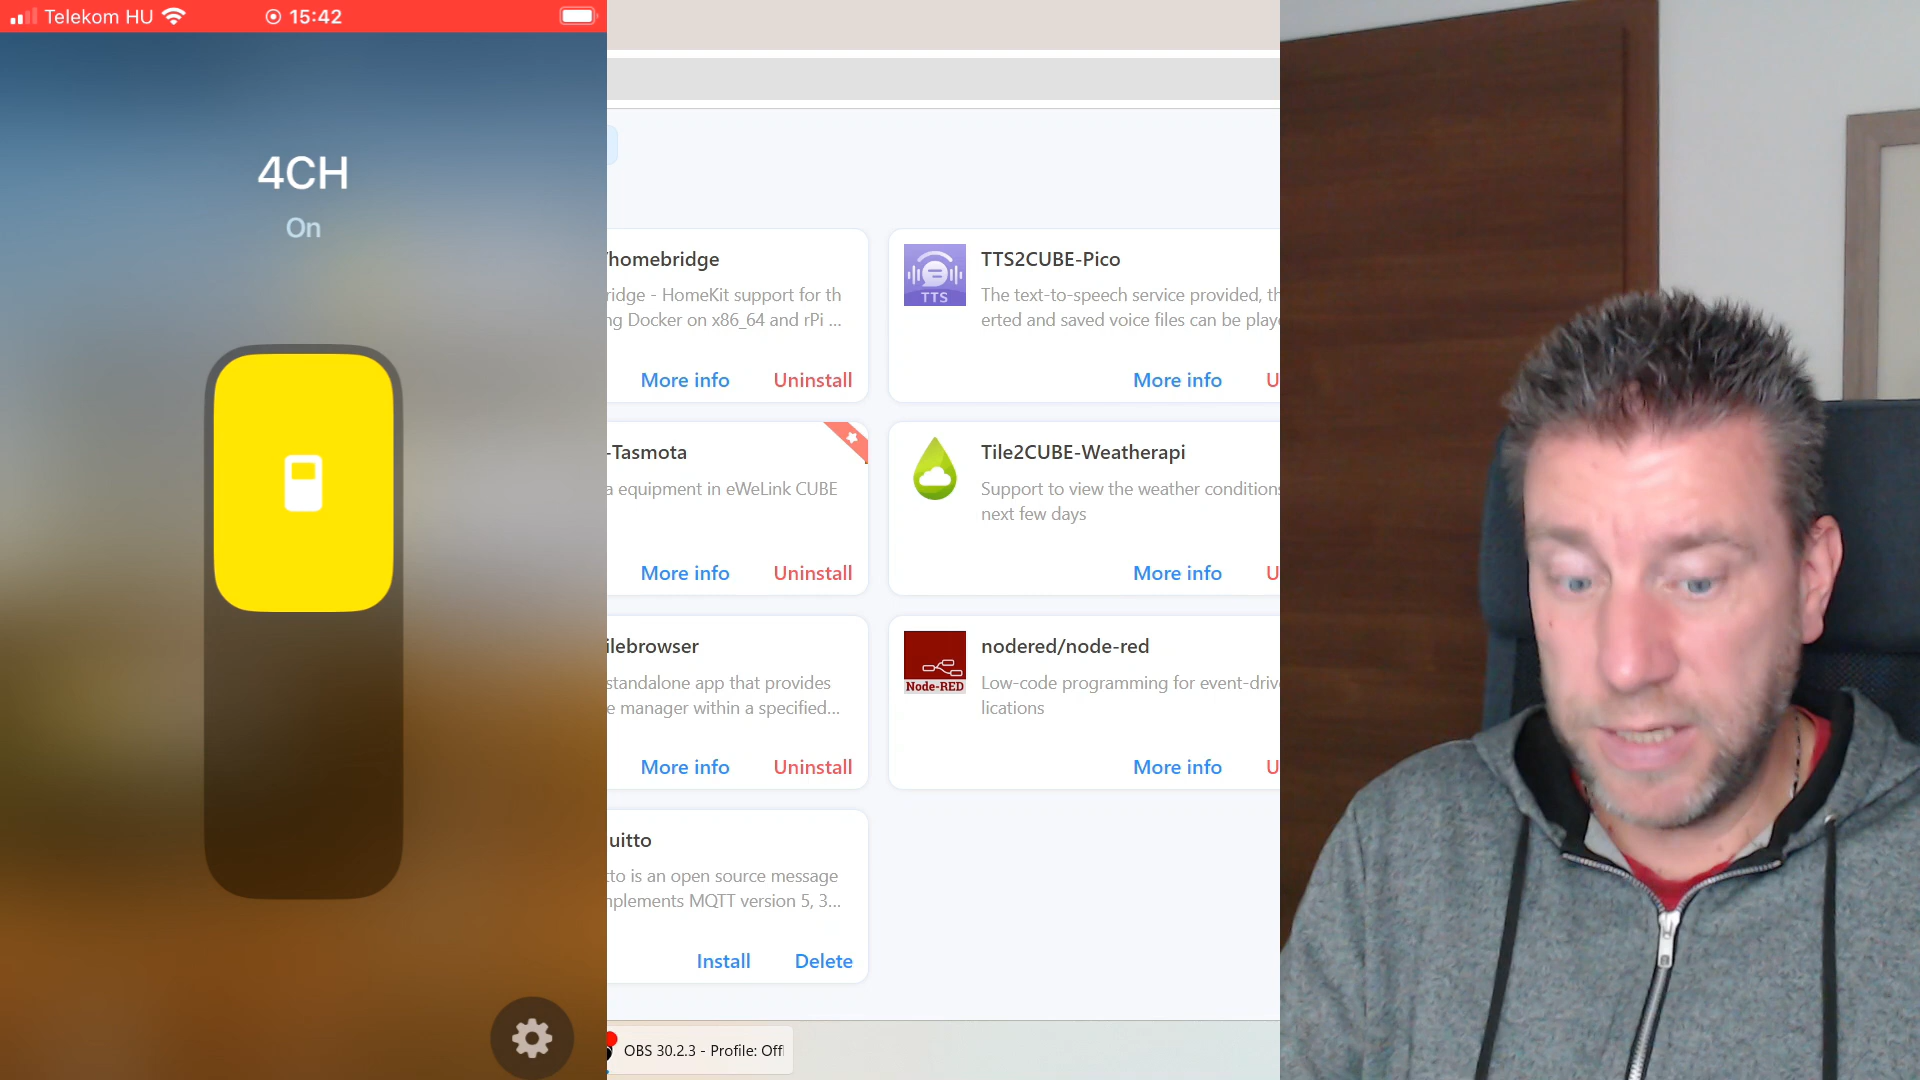 Telekom HU
15:42
4CH
On
homebridge
ridge - HomeKit support for th
ng Docker on x86_64 and rPi ...
More info
Uninstall
TTS
TTS2CUBE-Pico
The text-to-speech service provided, th
erted and saved voice files can be playe
More info
U
-Tasmota
a equipment in eWeLink CUBE
More info
Uninstall
Tile2CUBE-Weatherapi
Support to view the weather conditions
next few days
More info
U
ilebrowser
standalone app that provides
e manager within a specified...
More info
Uninstall
Node-RED
nodered/node-red
Low-code programming for event-drive
lications
More info
U
uitto
to is an open source message
mplements MQTT version 5, 3...
Install
Delete
OBS 30.2.3 - Profile: Off